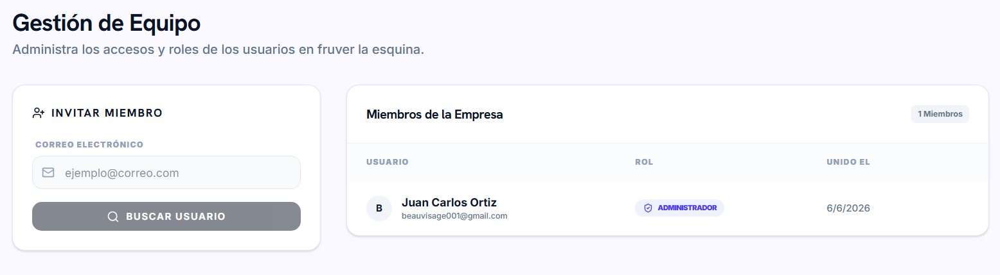 Gestión de Equipo
Administra los accesos y roles de los usuarios en fruver la esquina.
INVITAR MIEMBRO
CORREO ELECTRÓNICO
ejemplo@correo.com
BUSCAR USUARIO
Miembros de la Empresa
1 Miembros
USUARIO ROL UNIDO EL
B
Juan Carlos Ortiz
beauvisage001@gmail.com
ADMINISTRADOR
6/6/2026